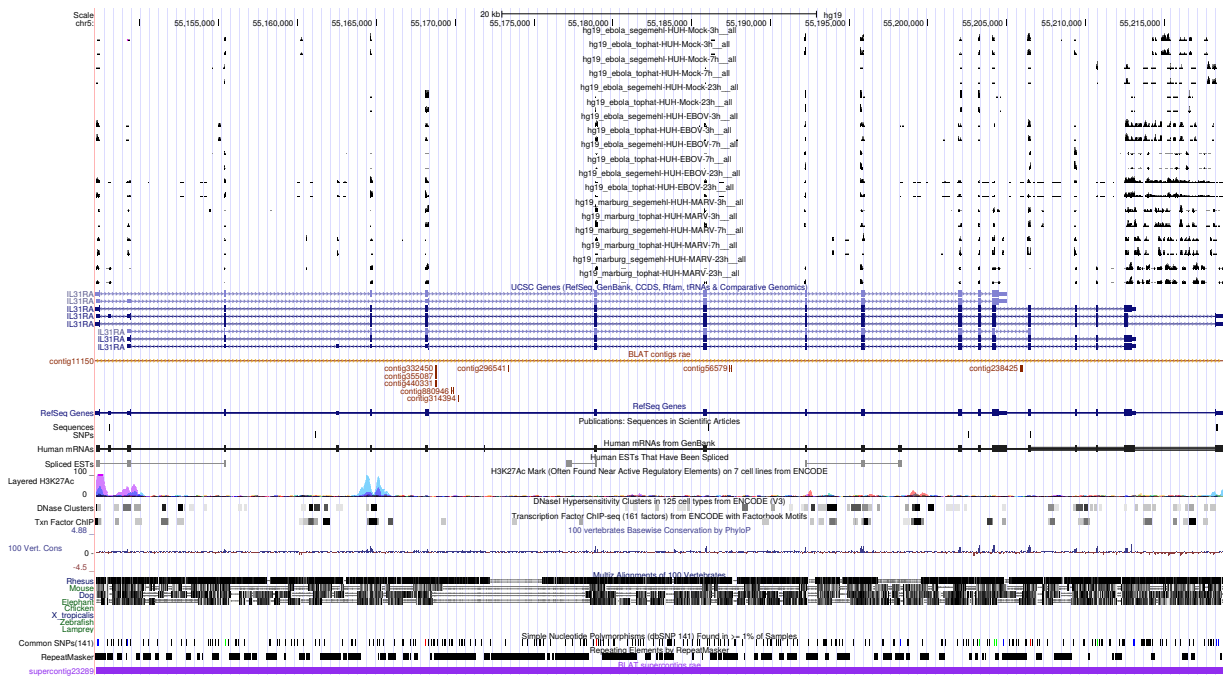 Scale 20 kb hg19
chr5: 55,155,000 55,160,000 55,165,000 55,170,000 55,175,000 55,180,000 55,185,000 55,190,000 55,195,000 55,200,000 55,205,000 55,210,000 55,215,000
hg19_ebola_segemehl-HUH-Mock-3h__all
hg19_ebola_tophat-HUH-Mock-3h__all
hg19_ebola_segemehl-HUH-Mock-7h__all
hg19_ebola_tophat-HUH-Mock-7h__all
hg19_ebola_segemehl-HUH-Mock-23h__all
hg19_ebola_tophat-HUH-Mock-23h__all
hg19_ebola_segemehl-HUH-EBOV-3h__all
hg19_ebola_tophat-HUH-EBOV-3h__all
hg19_ebola_segemehl-HUH-EBOV-7h__all
hg19_ebola_tophat-HUH-EBOV-7h__all
hg19_ebola_segemehl-HUH-EBOV-23h__all
hg19_ebola_tophat-HUH-EBOV-23h__all
hg19_marburg_segemehl-HUH-MARV-3h__all
hg19_marburg_tophat-HUH-MARV-3h__all
hg19_marburg_segemehl-HUH-MARV-7h__all
hg19_marburg_tophat-HUH-MARV-7h__all
hg19_marburg_segemehl-HUH-MARV-23h__all
hg19_marburg_tophat-HUH-MARV-23h__all
UCSC Genes (RefSeq, GenBank, CCDS, Rfam, tRNAs & Comparative Genomics)
IL31RA
IL31RA
IL31RA
IL31RA
IL31RA
IL31RA
IL31RA
IL31RA
BLAT contigs rae
contig11150
contig332450 contig296541 contig56579 contig238425
contig355087
contig440331
contig880946
contig314394
RefSeq Genes
RefSeq Genes
Publications: Sequences in Scientific Articles
Sequences
SNPs
Human mRNAs from GenBank
Human mRNAs
Human ESTs That Have Been Spliced
Spliced ESTs
H3K27Ac Mark (Often Found Near Active Regulatory Elements) on 7 cell lines from ENCODE
100
Layered H3K27Ac
0
DNaseI Hypersensitivity Clusters in 125 cell types from ENCODE (V3)
DNase Clusters
Transcription Factor ChIP-seq (161 factors) from ENCODE with Factorbook Motifs
Txn Factor ChIP
100 vertebrates Basewise Conservation by PhyloP
4.88
100 Vert. Cons
0
-4.5
Multiz Alignments of 100 Vertebrates
Rhesus
Mouse
Dog
Elephant
Chicken
X_tropicalis
Zebrafish
Lamprey
Simple Nucleotide Polymorphisms (dbSNP 141) Found in >= 1% of Samples
Common SNPs(141)
Repeating Elements by RepeatMasker
RepeatMasker
BLAT supergontigs rae
supercontig23289